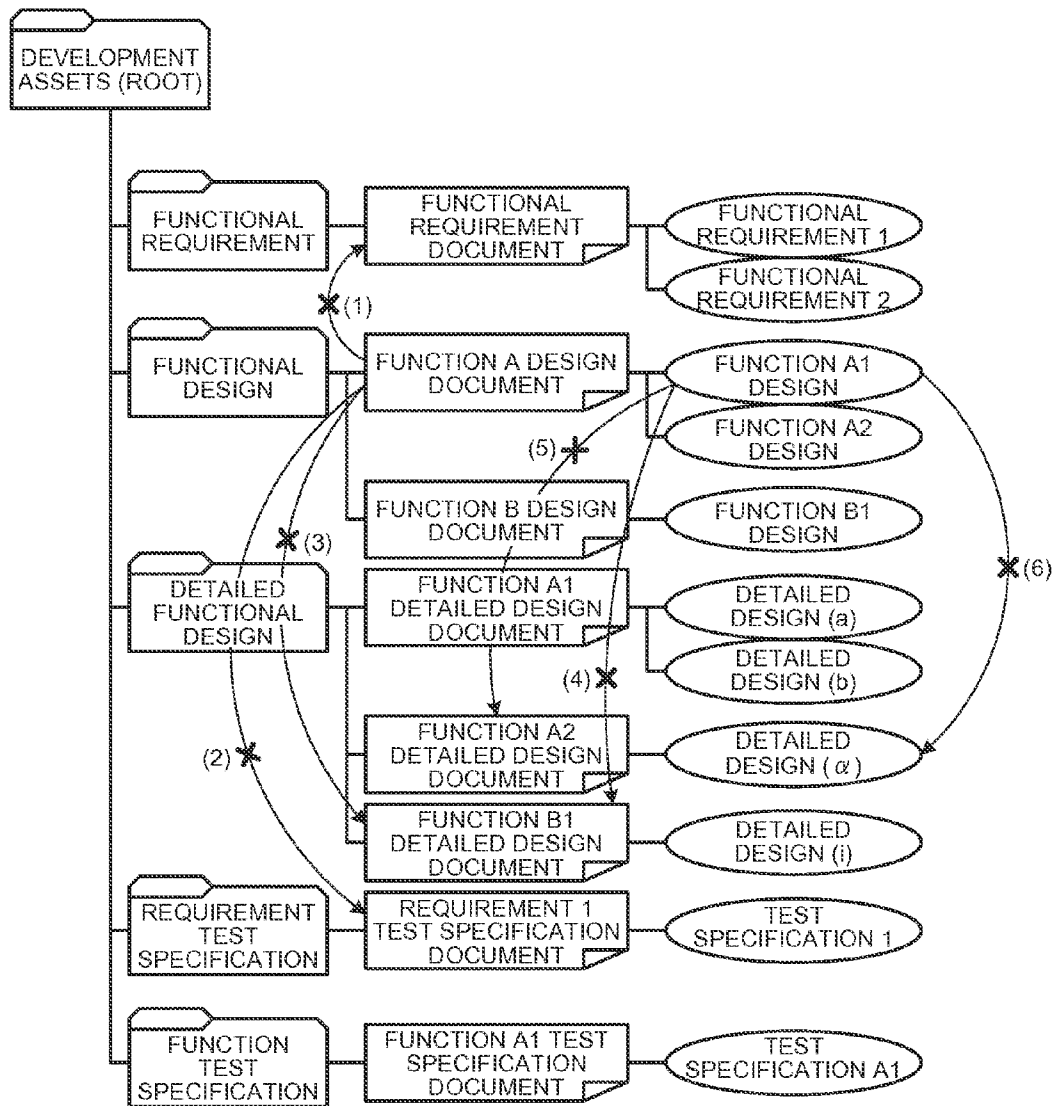 DEVELOPMENT
ASSETS (ROOT)
FUNCTIONAL
REQUIREMENT
FUNCTIONAL
REQUIREMENT
DOCUMENT
FUNCTIONAL
REQUIREMENT 1
FUNCTIONAL
REQUIREMENT 2
(1)
FUNCTIONAL
DESIGN
FUNCTION A DESIGN
DOCUMENT
FUNCTION A1
DESIGN
FUNCTION A2
DESIGN
(5)
FUNCTION B DESIGN
DOCUMENT
FUNCTION B1
DESIGN
(3)
(6)
DETAILED
FUNCTIONAL
DESIGN
FUNCTION A1
DETAILED DESIGN
DOCUMENT
DETAILED
DESIGN (a)
DETAILED
DESIGN (b)
(4)
(2)
FUNCTION A2
DETAILED DESIGN
DOCUMENT
DETAILED
DESIGN (α)
FUNCTION B1
DETAILED DESIGN
DOCUMENT
DETAILED
DESIGN (i)
REQUIREMENT
TEST
SPECIFICATION
REQUIREMENT 1
TEST SPECIFICATION
DOCUMENT
TEST
SPECIFICATION 1
FUNCTION
TEST
SPECIFICATION
FUNCTION A1 TEST
SPECIFICATION
DOCUMENT
TEST
SPECIFICATION A1